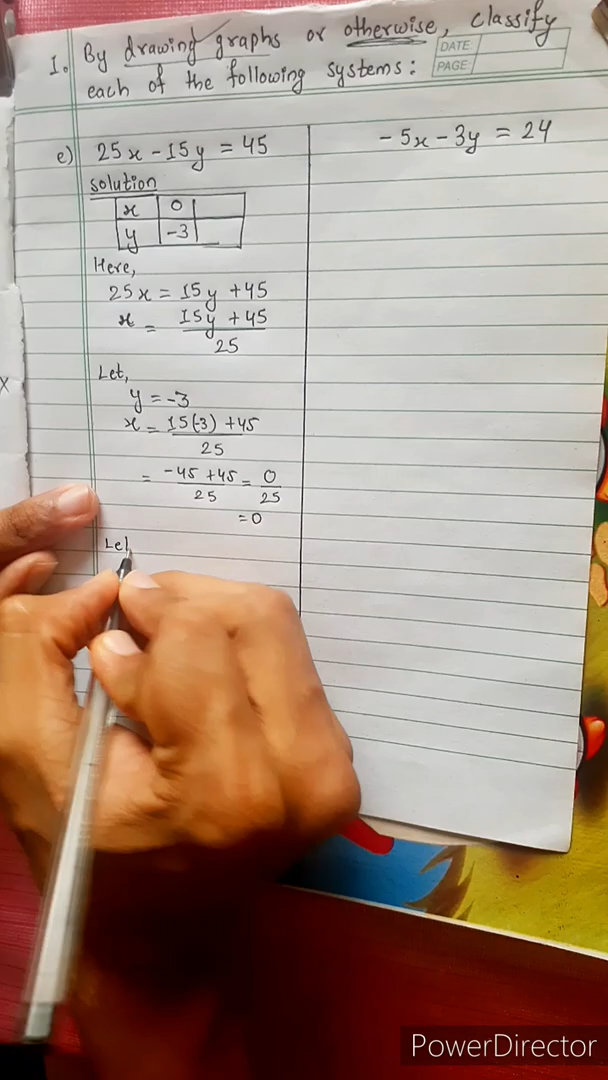 1. By drawing graphs or otherwise, classify
each of the following systems:
DATE
PAGE
e) 25x - 15y = 45
solution
x 0
y -3
Here,
25x = 15y + 45
x = 15y + 45
25
Let,
y = -3
x = 15(-3) + 45
25
= -45 + 45 = 0
25 25
= 0
Let
- 5x - 3y = 24
x
PowerDirector